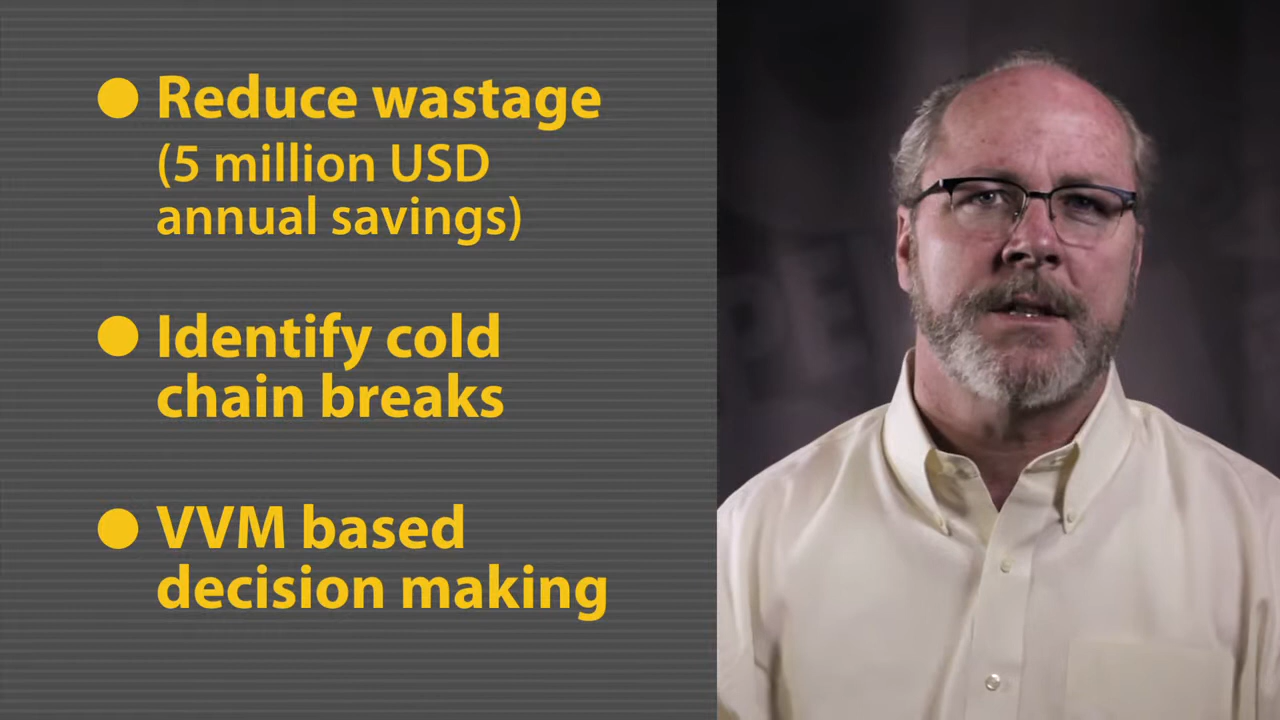 Reduce wastage
(5 million USD
annual savings)
Identify cold
chain breaks
VVM based
decision making